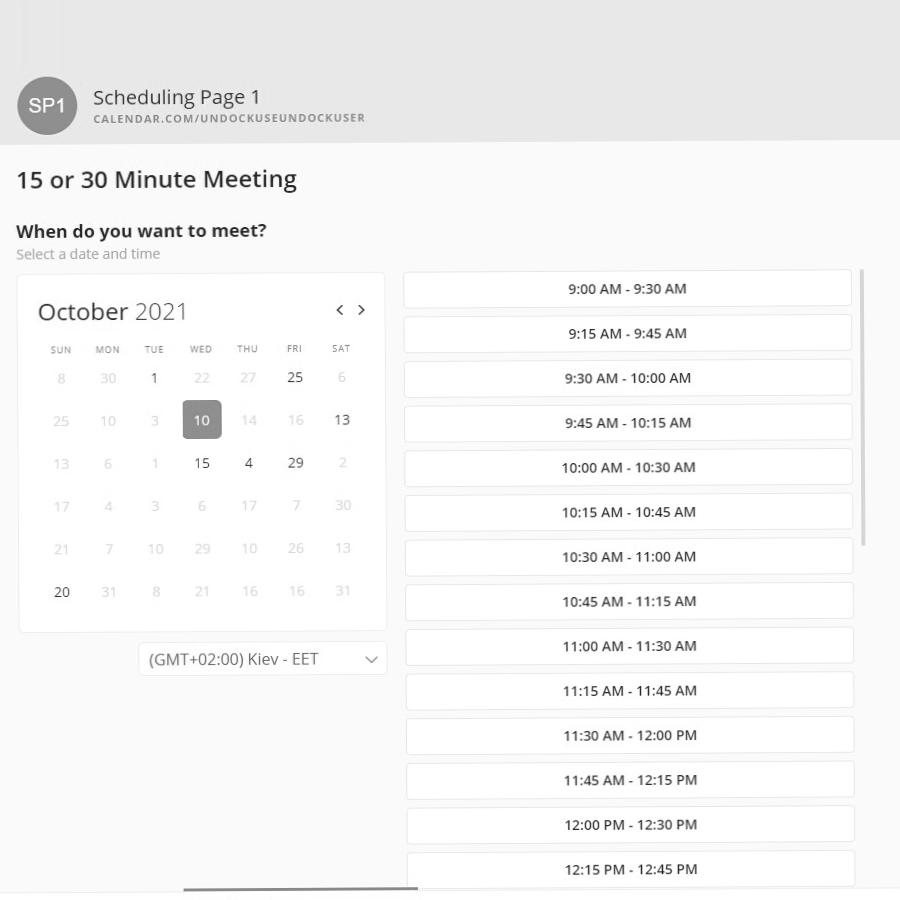 SP1
Scheduling Page 1
CALENDAR.COM/UNDOCKUSEUNDOCKUSER
15 or 30 Minute Meeting
When do you want to meet?
Select a date and time
October 2021
SUN MON TUE WED THU FRI SAT
8 30 1 22 27 25 6
25 10 3 10 14 16 13
13 6 1 15 4 29 2
17 4 3 6 17 7 30
21 7 10 29 10 26 13
20 31 8 21 16 16 31
(GMT+02:00) Kiev - EET
9:00 AM - 9:30 AM
9:15 AM - 9:45 AM
9:30 AM - 10:00 AM
9:45 AM - 10:15 AM
10:00 AM - 10:30 AM
10:15 AM - 10:45 AM
10:30 AM - 11:00 AM
10:45 AM - 11:15 AM
11:00 AM - 11:30 AM
11:15 AM - 11:45 AM
11:30 AM - 12:00 PM
11:45 AM - 12:15 PM
12:00 PM - 12:30 PM
12:15 PM - 12:45 PM